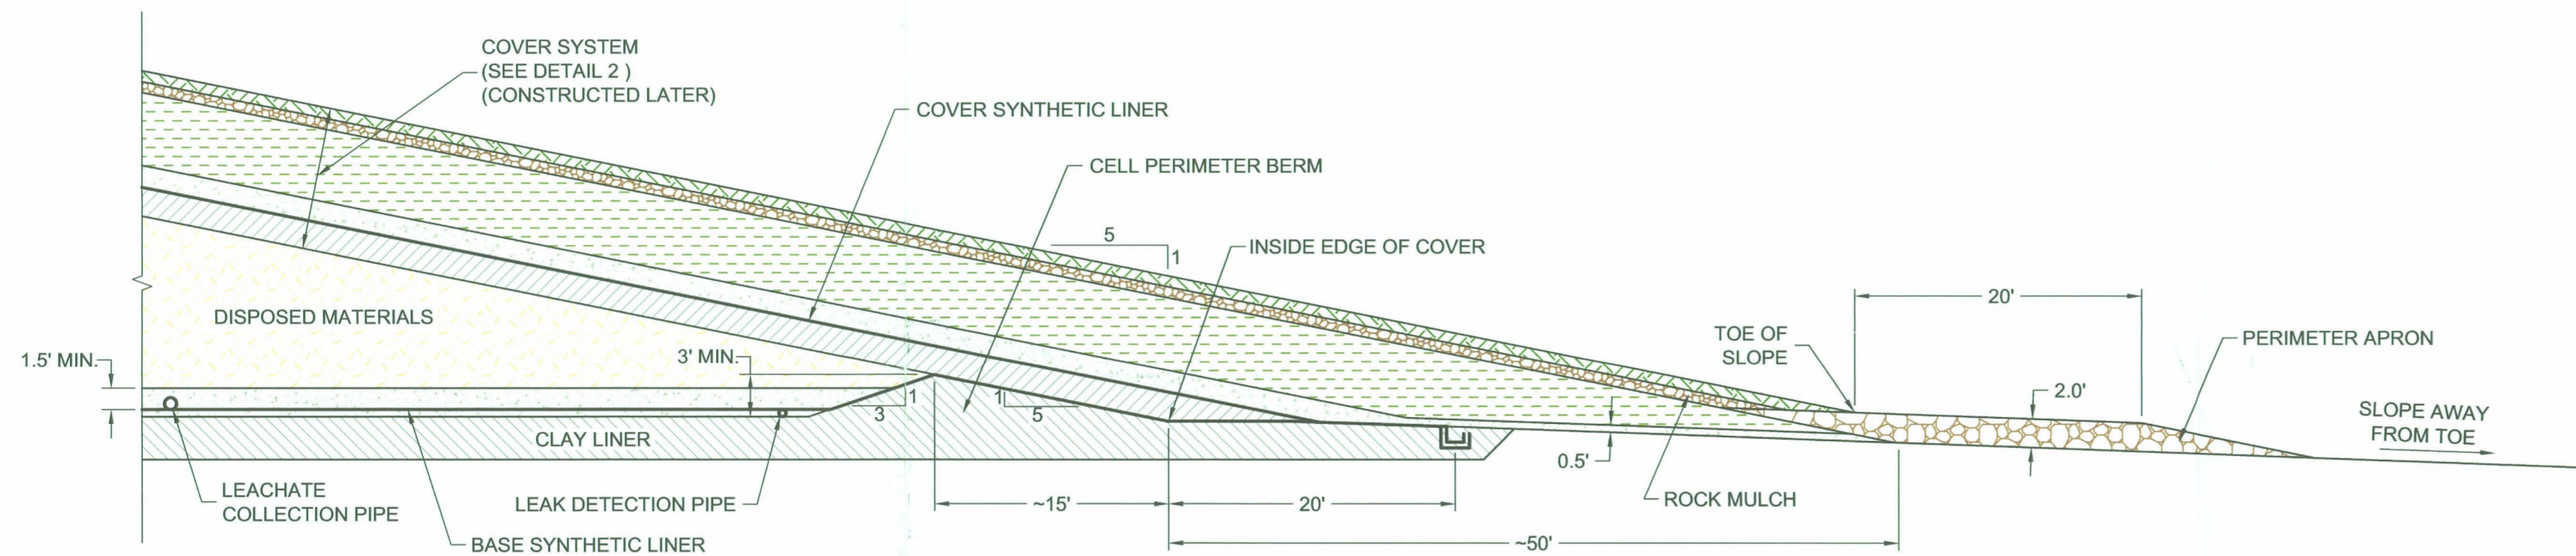 COVER SYSTEM
(SEE DETAIL 2 )
(CONSTRUCTED LATER)
COVER SYNTHETIC LINER
CELL PERIMETER BERM
5
1
INSIDE EDGE OF COVER
20'
DISPOSED MATERIALS
TOE OF
SLOPE
PERIMETER APRON
1.5' MIN.
3' MIN.
2.0'
1
3
1
5
SLOPE AWAY
FROM TOE
CLAY LINER
0.5'
LEACHATE
COLLECTION PIPE
LEAK DETECTION PIPE
~15'
20'
ROCK MULCH
BASE SYNTHETIC LINER
~50'